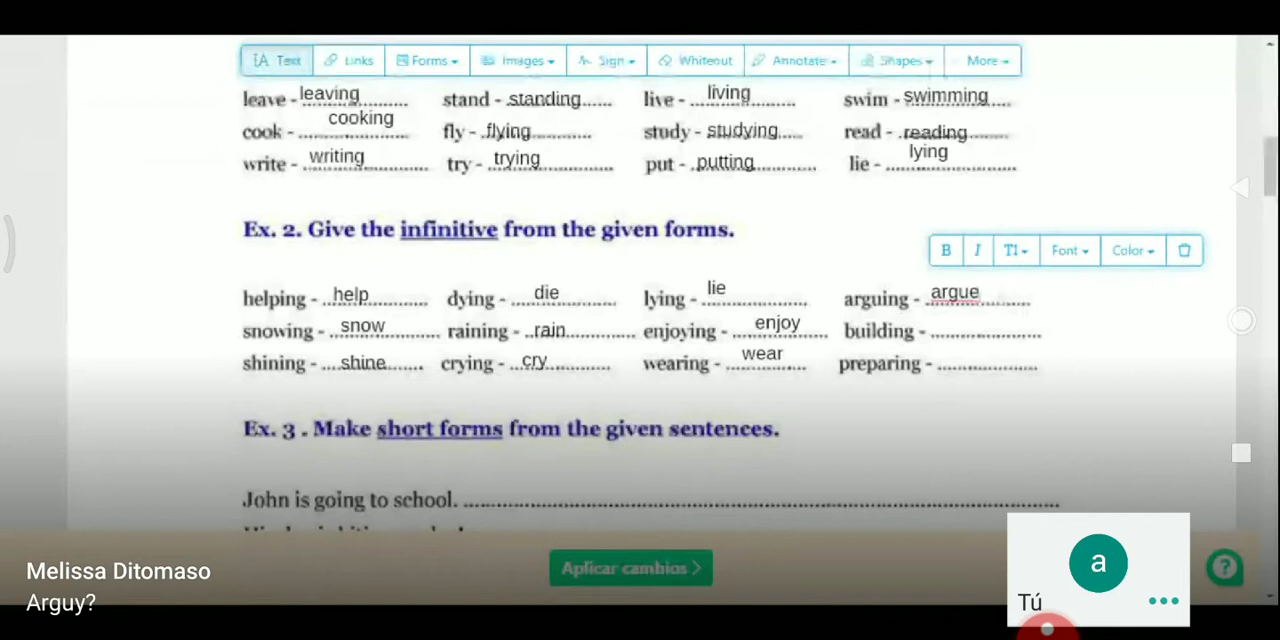 Text Links Forms Images Sign Whiteout Annotate Shapes More
leave - leaving stand - standing live - living swim - swimming
cook - cooking fly - flying study - studying read - reading
write - writing try - trying put - putting lie - lying
Ex. 2. Give the infinitive from the given forms.
B I T↕ Font Color
helping - help dying - die lying - lie arguing - argue
snowing - snow raining - rain enjoying - enjoy building - ..................
shining - shine crying - cry wearing - wear preparing - ..................
Ex. 3 . Make short forms from the given sentences.
John is going to school. ..................
Melissa Ditomaso
Arguy?
Aplicar cambios >
a
Tú
?